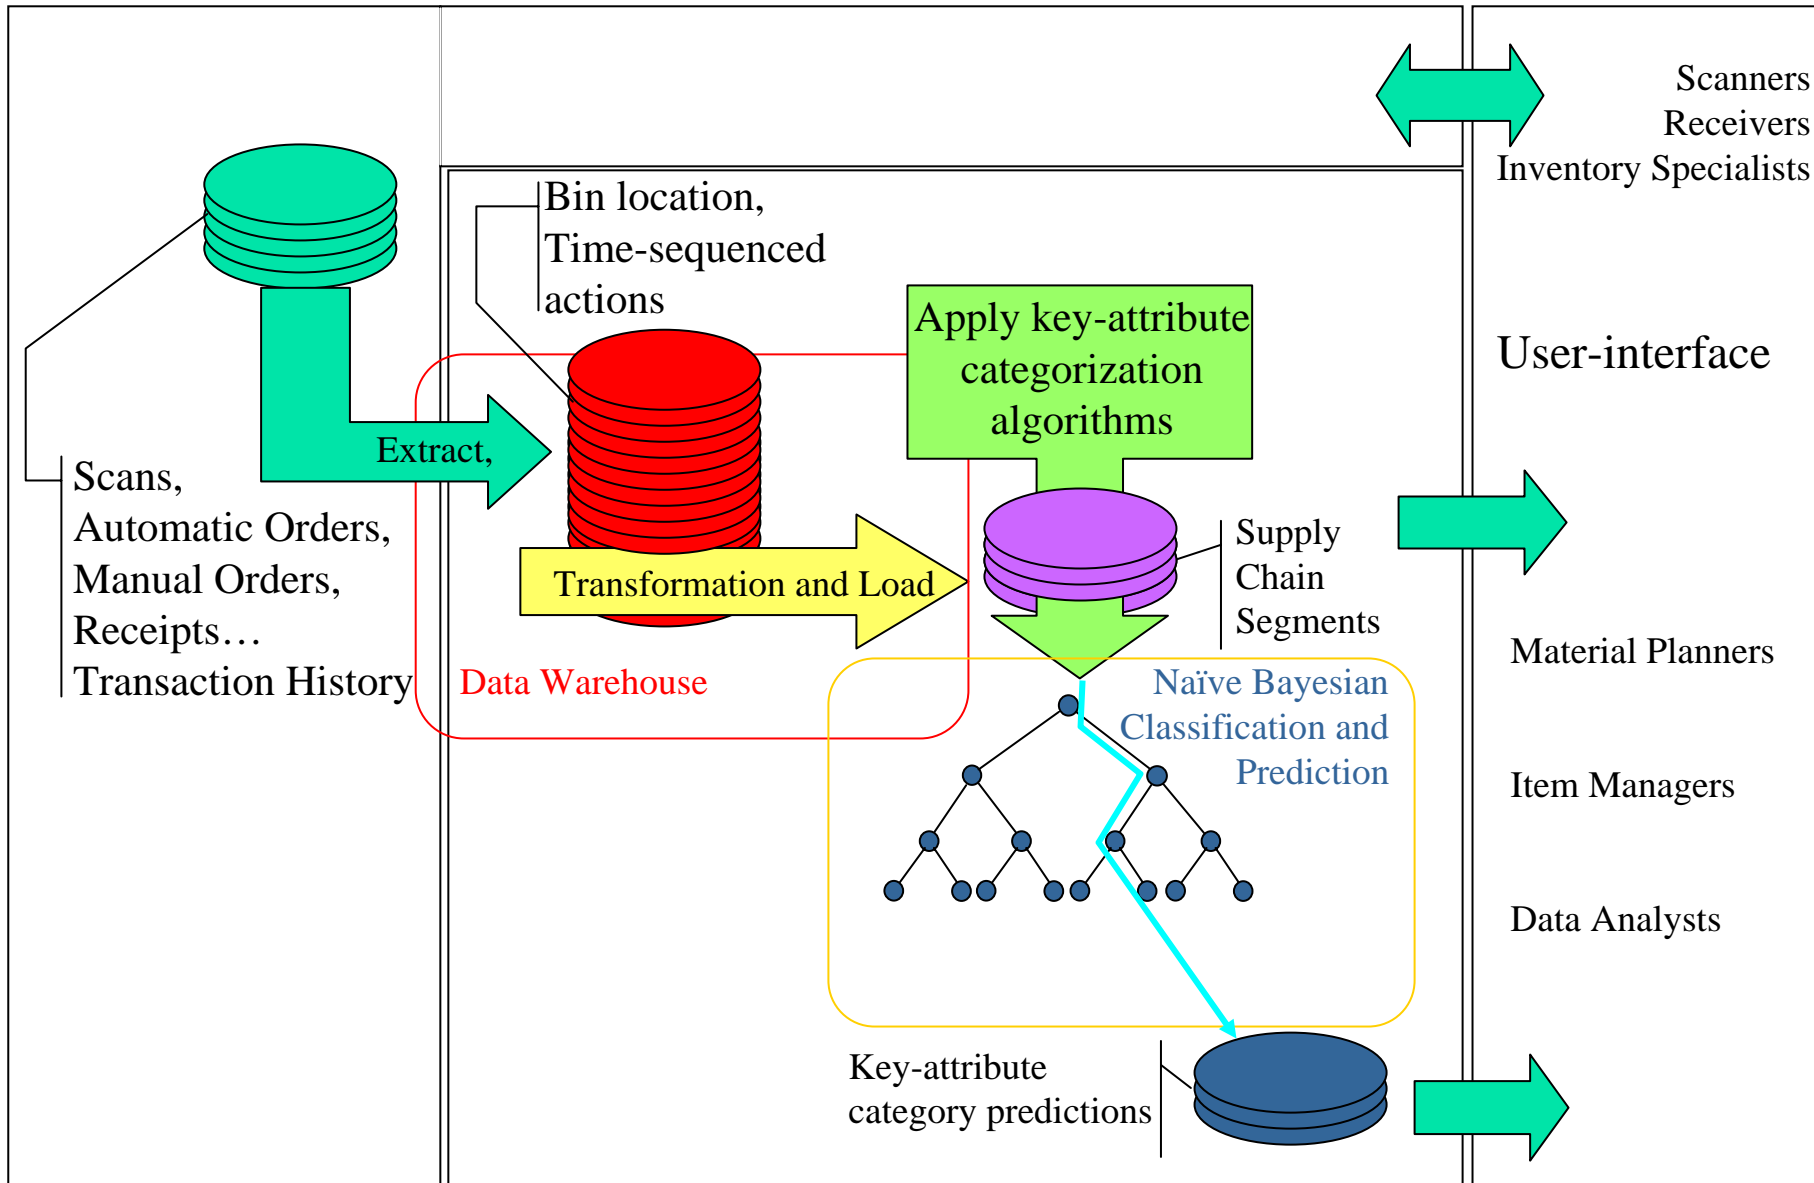 Scanners
Receivers
Inventory Specialists
Bin location,
Time-sequenced
actions
Apply key-attribute
categorization
algorithms
User-interface
Extract,
Scans,
Automatic Orders,
Manual Orders,
Receipts…
Transaction History
Transformation and Load
Supply
Chain
Segments
Data Warehouse
Naïve Bayesian
Classification and
Prediction
Material Planners
Item Managers
Data Analysts
Key-attribute
category predictions